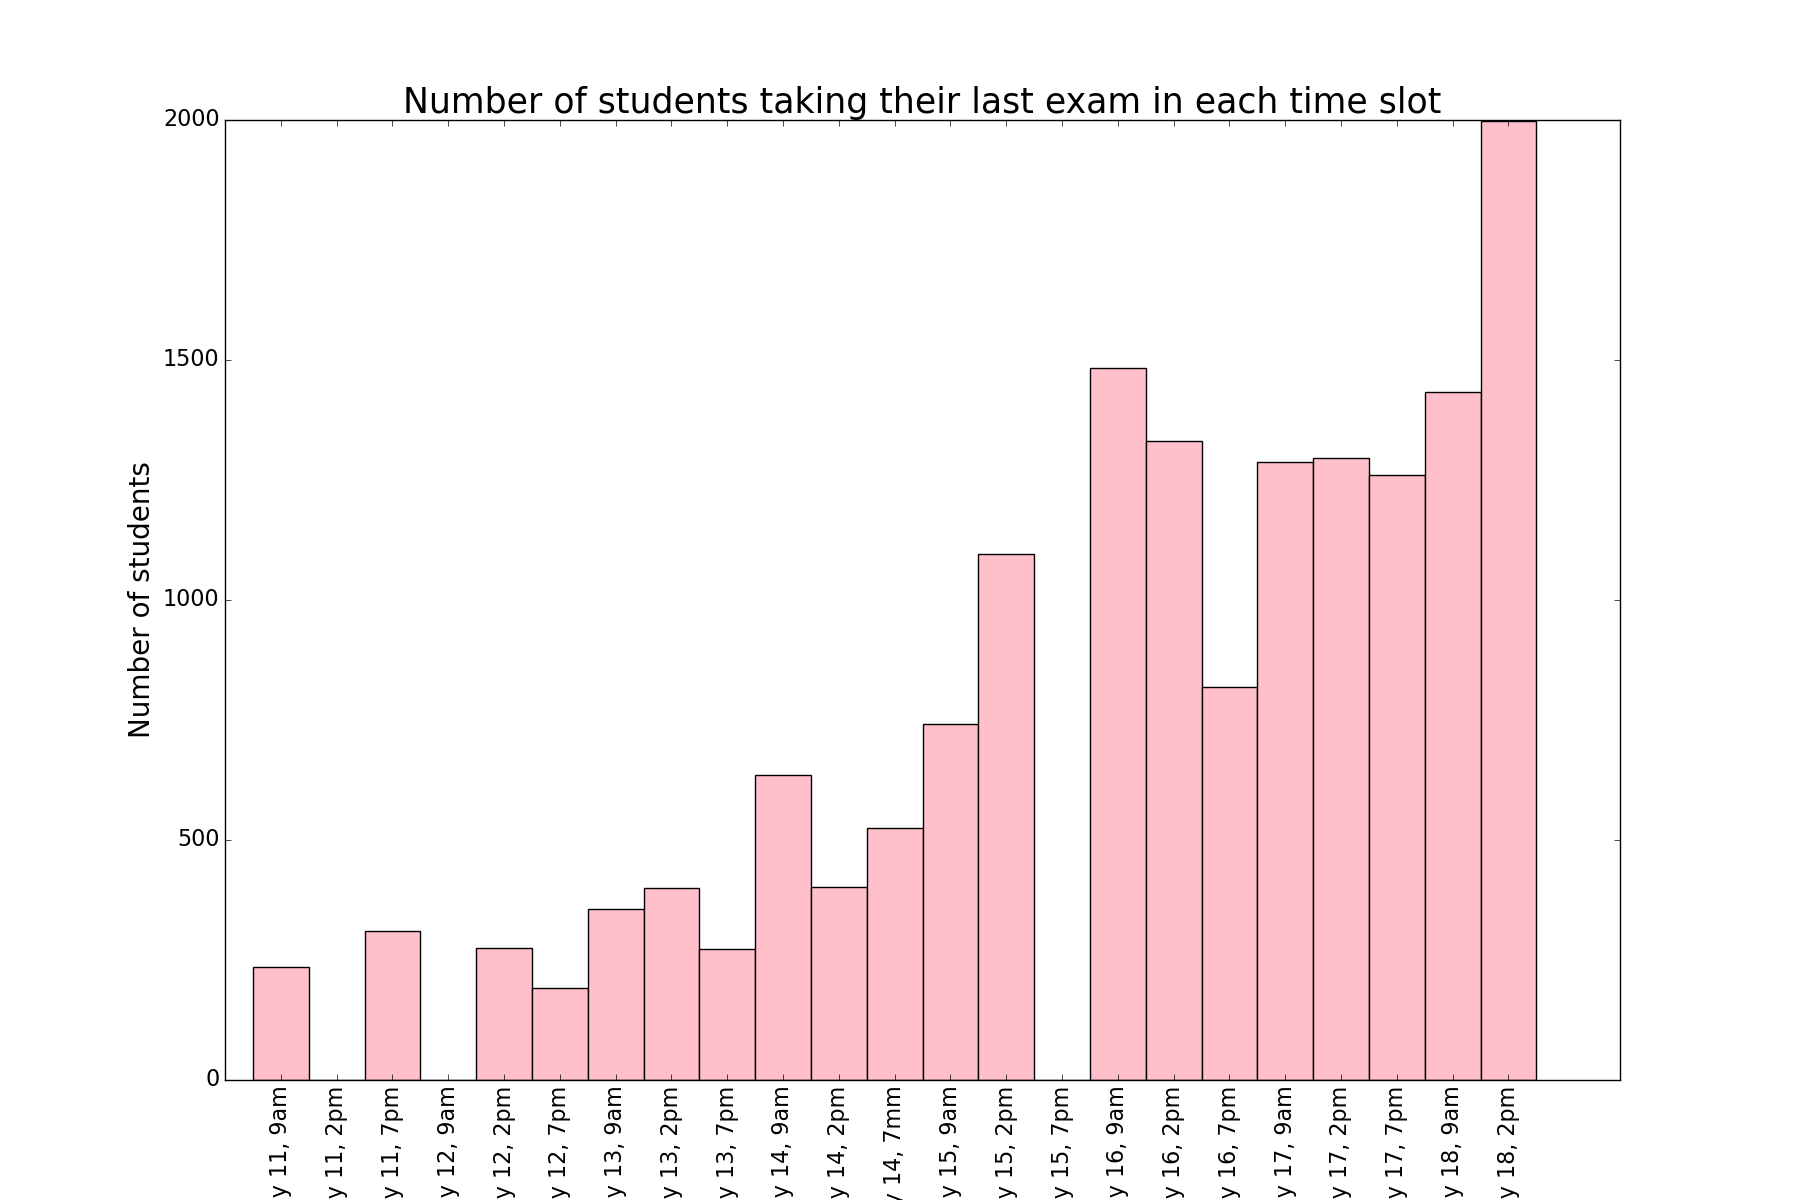 Number of students taking their last exam in each time slot
Number of students
2000
1500
1000
500
0
y 11, 9am
y 11, 2pm
y 11, 7pm
y 12, 9am
y 12, 2pm
y 12, 7pm
y 13, 9am
y 13, 2pm
y 13, 7pm
y 14, 9am
y 14, 2pm
y 14, 7mm
y 15, 9am
y 15, 2pm
y 15, 7pm
y 16, 9am
y 16, 2pm
y 16, 7pm
y 17, 9am
y 17, 2pm
y 17, 7pm
y 18, 9am
y 18, 2pm